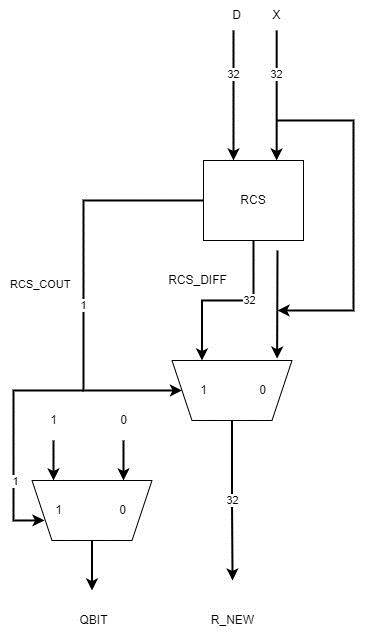 D X
32 32
RCS
RCS_COUT
RCS_DIFF
1
32
1 0
1 0
1
1 0
32
QBIT
R_NEW